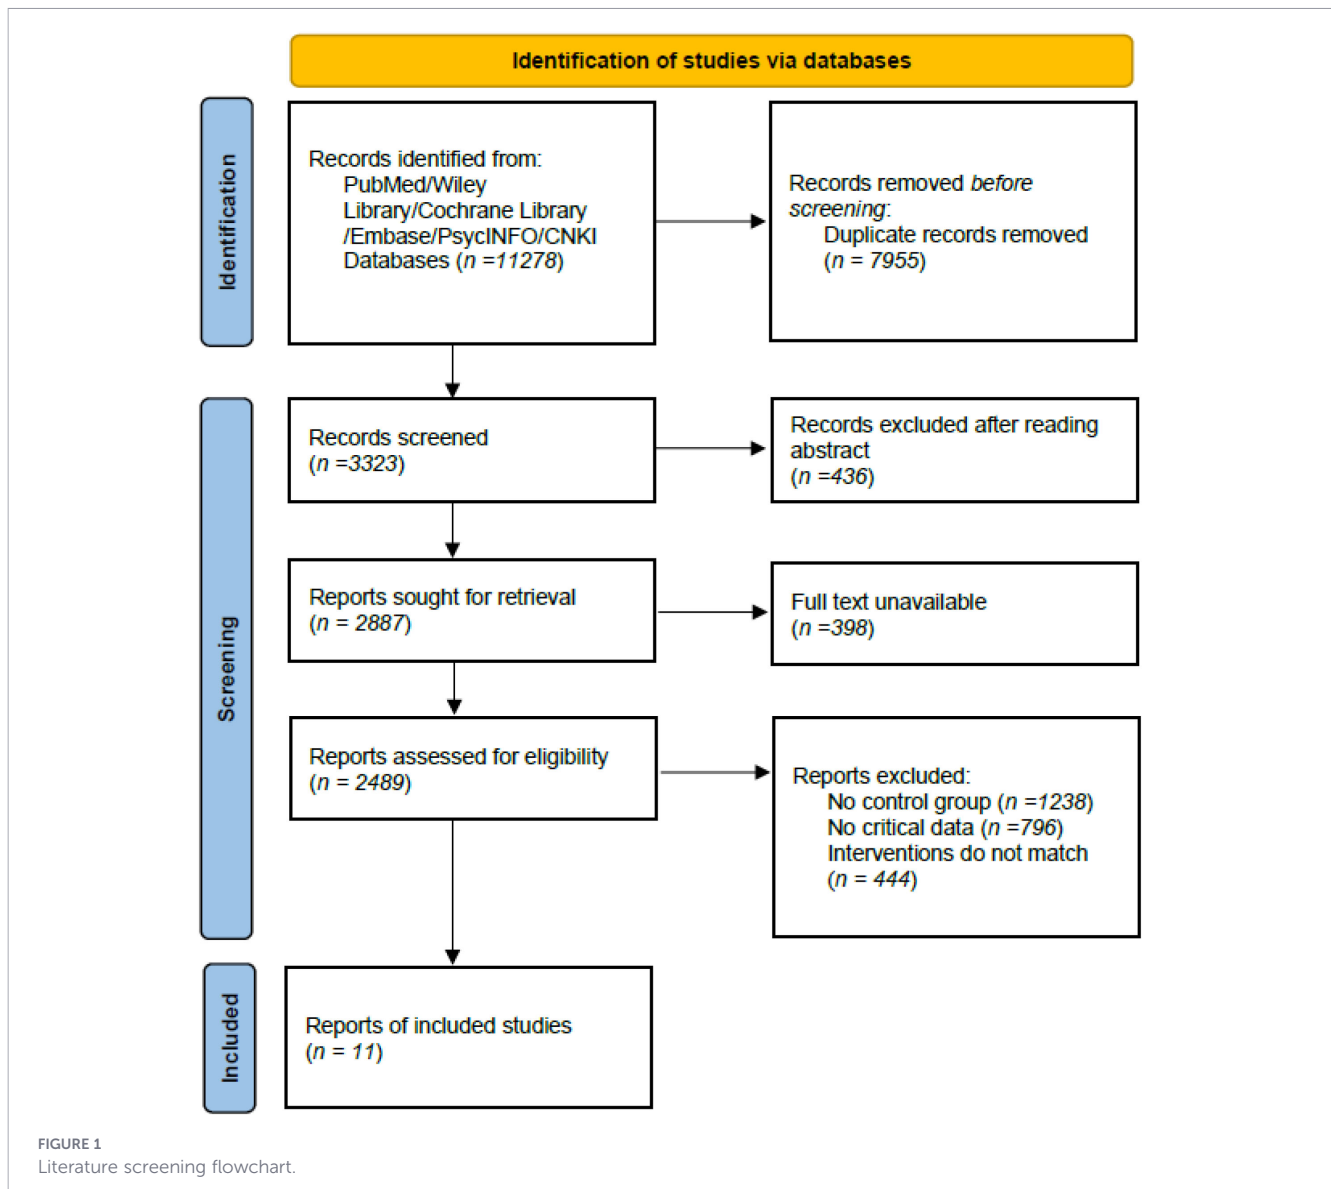 Identification of studies via databases
Identification
Records identified from:
PubMed/Wiley
Library/Cochrane Library
/Embase/PsycINFO/CNKI
Databases (n =11278)
Records removed before
screening:
Duplicate records removed
(n = 7955)
Screening
Records screened
(n =3323)
Records excluded after reading
abstract
(n =436)
Reports sought for retrieval
(n = 2887)
Full text unavailable
(n =398)
Reports assessed for eligibility
(n = 2489)
Reports excluded:
No control group (n =1238)
No critical data (n =796)
Interventions do not match
(n = 444)
Included
Reports of included studies
(n = 11)
FIGURE 1
Literature screening flowchart.